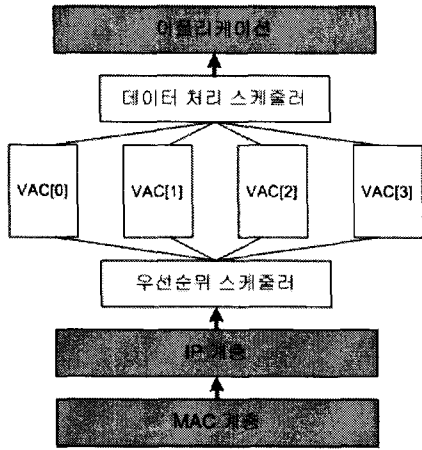 어플리케이션
데이터 처리 스케줄러
VAC[0] VAC[1] VAC[2] VAC[3]
우선순위 스케줄러
IP 계층
MAC 계층